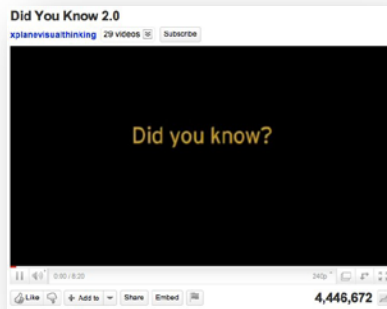 Did You Know 2.0
xplanevisualthinking 29 videos Subscribe
Did you know?
0:00 / 8:20 240p
Like + Add to Share Embed
4,446,672